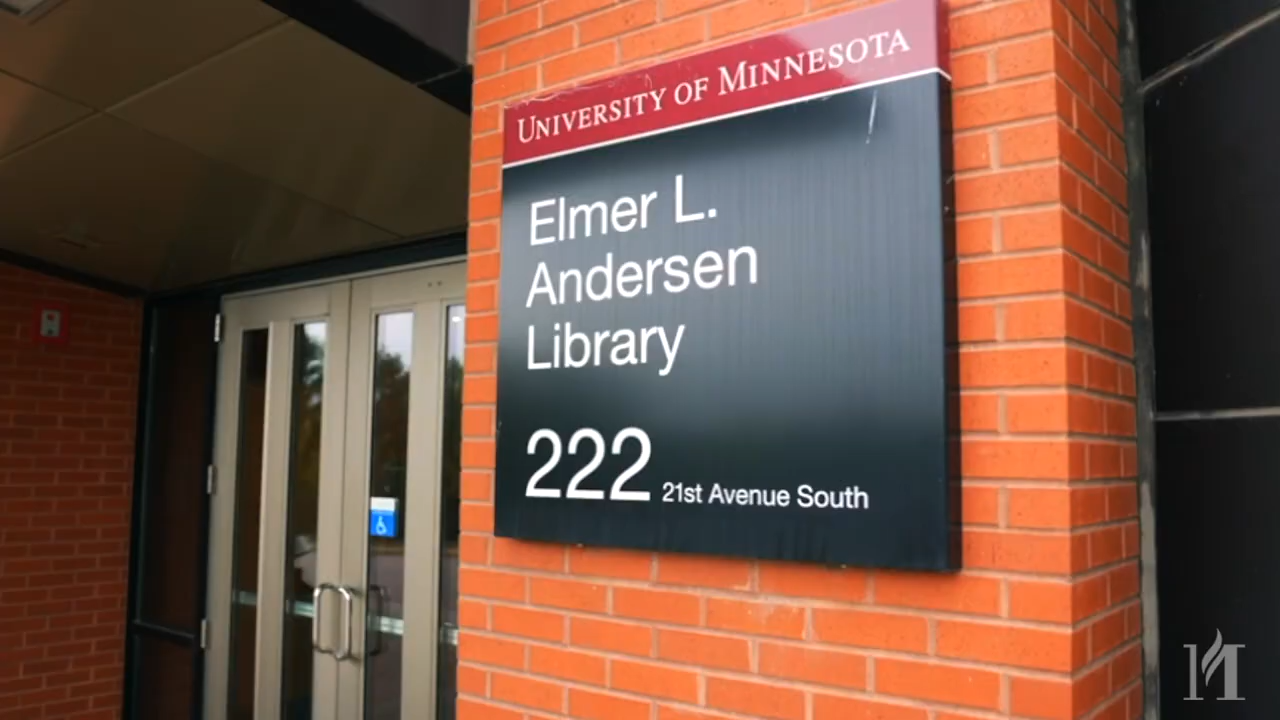 UNIVERSITY OF MINNESOTA
Elmer L.
Andersen
Library
222 21st Avenue South